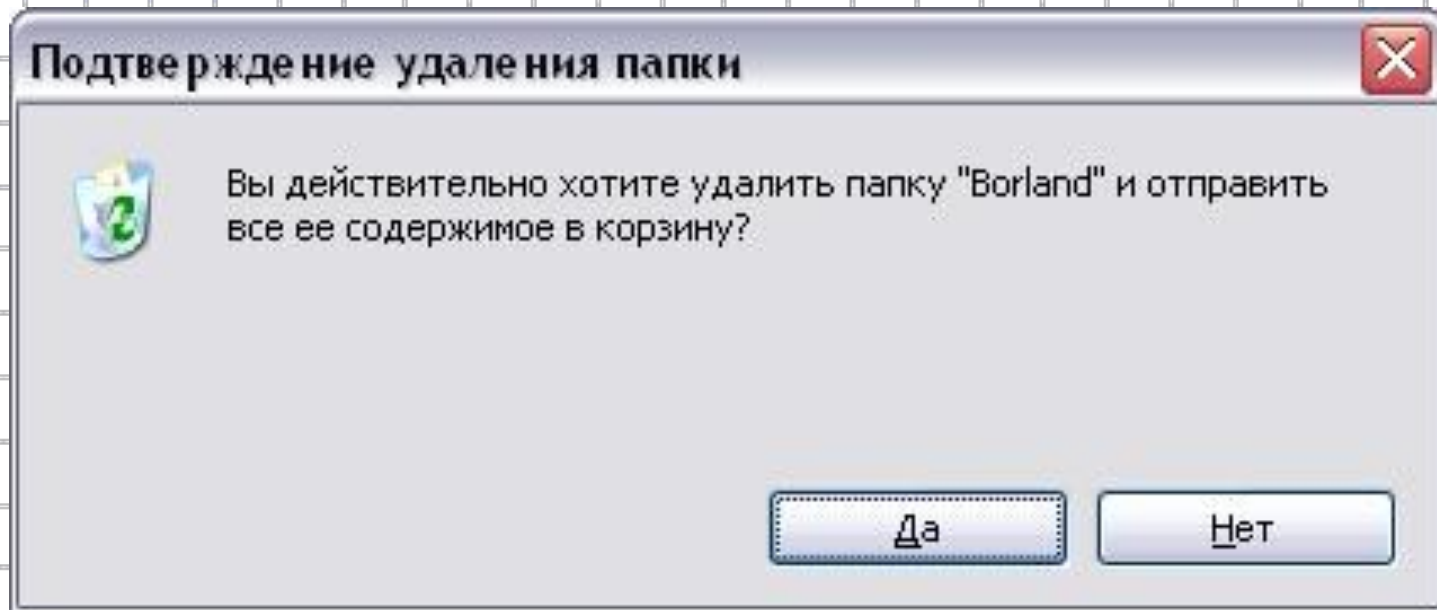 Подтверждение удаления папки
Вы действительно хотите удалить папку "Borland" и отправить
все ее содержимое в корзину?
Да
Нет